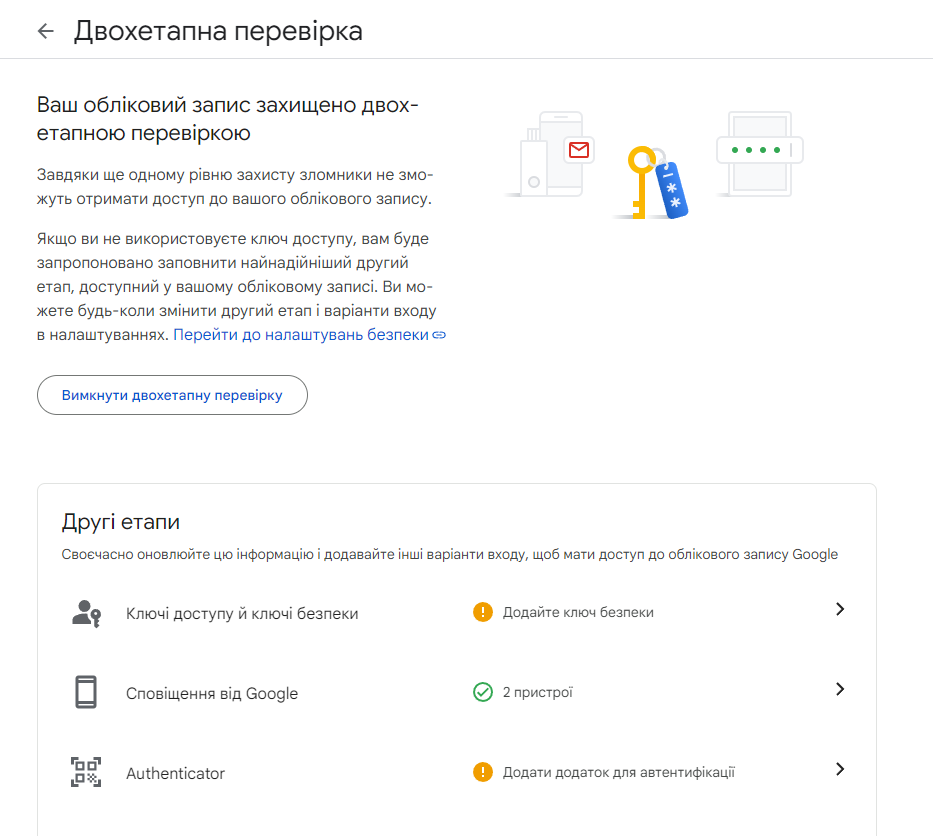 Двохетапна перевірка
Ваш обліковий запис захищено двох-
етапною перевіркою
Завдяки ще одному рівню захисту зломники не змо-
жуть отримати доступ до вашого облікового запису.
Якщо ви не використовуєте ключ доступу, вам буде
запропоновано заповнити найнадійніший другий
етап, доступний у вашому обліковому записі. Ви мо-
жете будь-коли змінити другий етап і варіанти входу
в налаштуваннях. Перейти до налаштувань безпеки
Вимкнути двохетапну перевірку
Другі етапи
Своєчасно оновлюйте цю інформацію і додавайте інші варіанти входу, щоб мати доступ до облікового запису Google
Ключі доступу й ключі безпеки
Додайте ключ безпеки
Сповіщення від Google
2 пристрої
Authenticator
Додати додаток для автентифікації